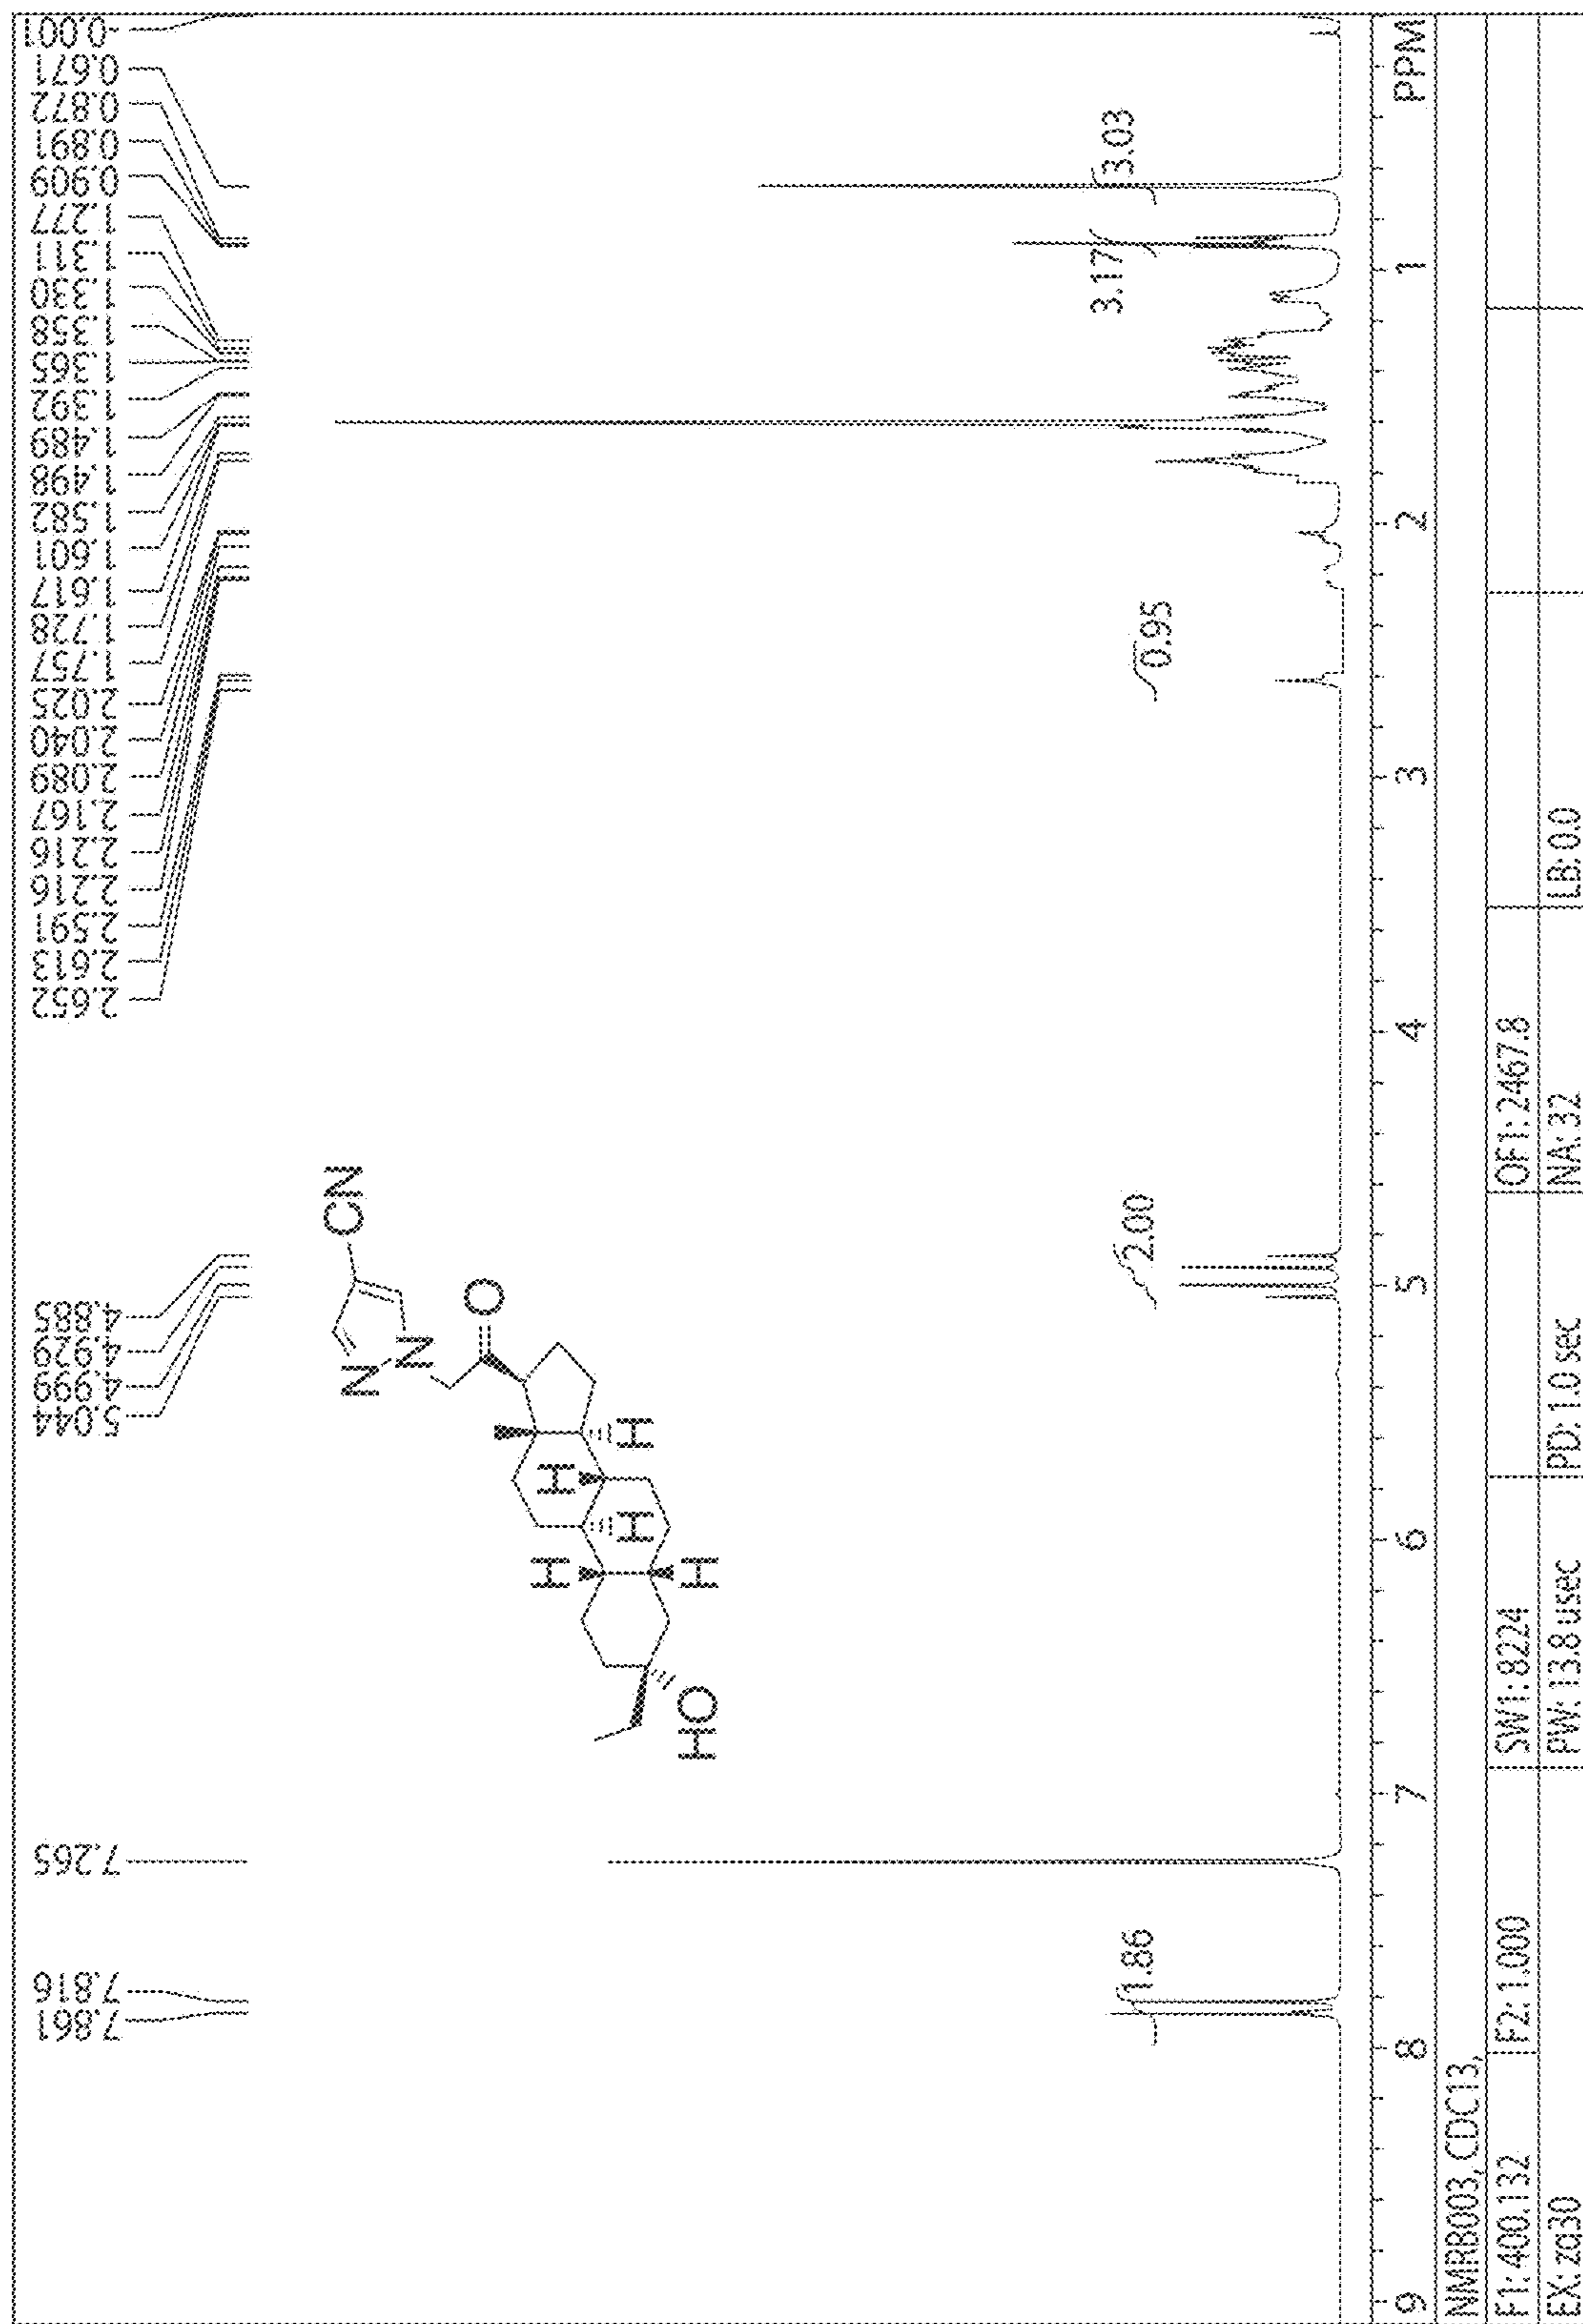 7.861
7.816
7.265
5.044
4.999
4.929
4.885
2.652
2.613
2.591
2.216
2.216
2.167
2.089
2.040
2.025
1.757
1.728
1.617
1.601
1.582
1.498
1.489
1.392
1.365
1.358
1.330
1.311
1.277
0.909
0.891
0.872
0.671
-0.001
CN
N
N
O
H
H
H
H
H
HO
1.86
2.00
0.95
3.17
3.03
9 8 7 6 5 4 3 2 1 PPM
NMRB003, CDC13,
F1: 400.132 F2: 1.000 SW1: 8224 OF1: 2467.8
EX: zg30 PW: 13.8 usec PD: 1.0 sec NA: 32 LB: 0.0